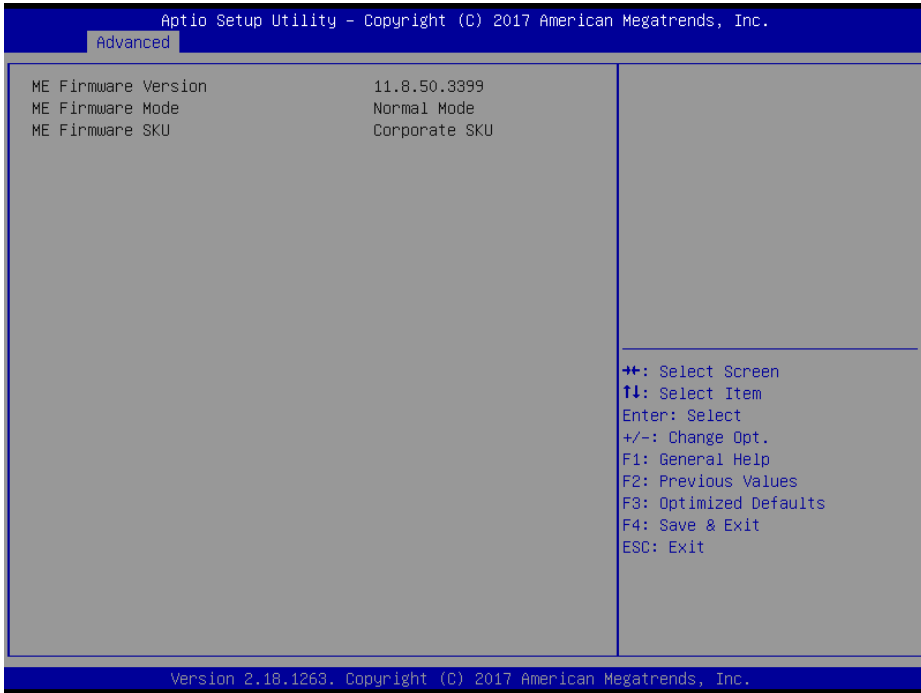 Aptio Setup Utility – Copyright (C) 2017 American Megatrends, Inc.
Advanced
ME Firmware Version 11.8.50.3399
ME Firmware Mode Normal Mode
ME Firmware SKU Corporate SKU
→←: Select Screen
↑↓: Select Item
Enter: Select
+/-: Change Opt.
F1: General Help
F2: Previous Values
F3: Optimized Defaults
F4: Save & Exit
ESC: Exit
Version 2.18.1263. Copyright (C) 2017 American Megatrends, Inc.